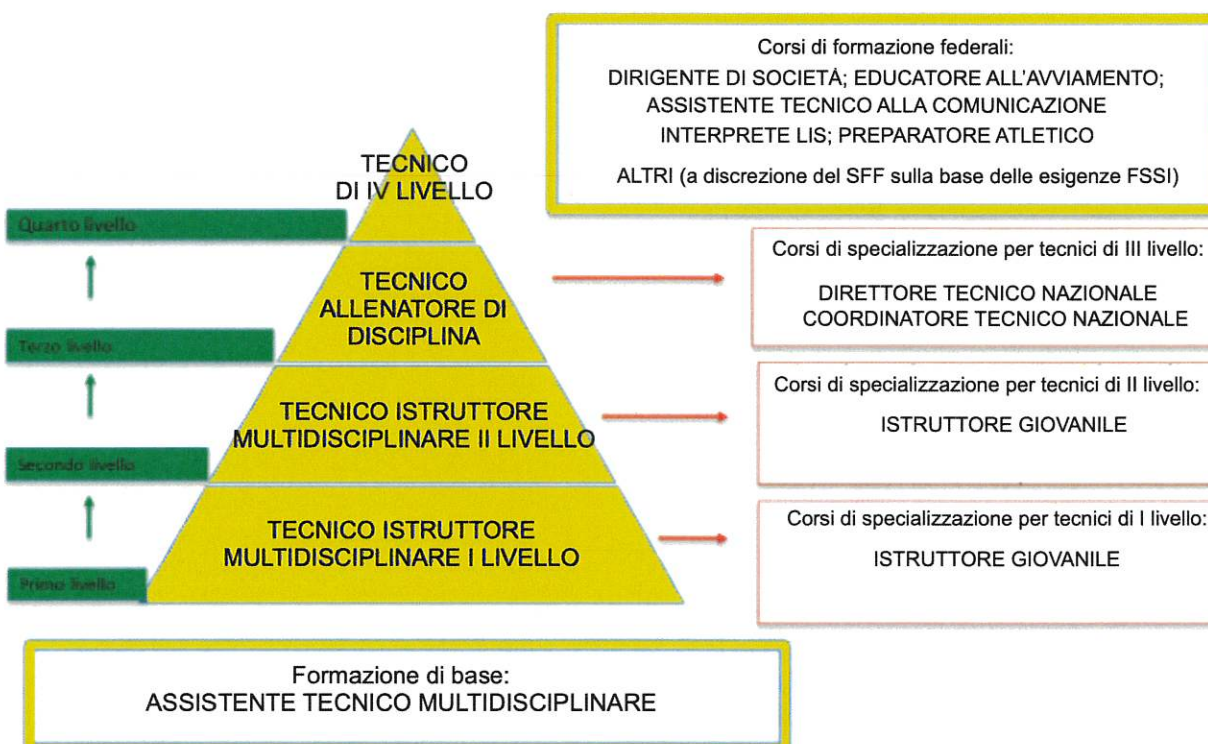 Corsi di formazione federali:
DIRIGENTE DI SOCIETÁ; EDUCATORE ALL'AVVIAMENTO;
ASSISTENTE TECNICO ALLA COMUNICAZIONE
INTERPRETE LIS; PREPARATORE ATLETICO
ALTRI (a discrezione del SFF sulla base delle esigenze FSSI)
TECNICO
DI IV LIVELLO
Quarto livello
Corsi di specializzazione per tecnici di III livello:
DIRETTORE TECNICO NAZIONALE
COORDINATORE TECNICO NAZIONALE
TECNICO
ALLENATORE DI
DISCIPLINA
Terzo livello
Corsi di specializzazione per tecnici di II livello:
ISTRUTTORE GIOVANILE
TECNICO ISTRUTTORE
MULTIDISCIPLINARE II LIVELLO
Secondo livello
Corsi di specializzazione per tecnici di I livello:
ISTRUTTORE GIOVANILE
TECNICO ISTRUTTORE
MULTIDISCIPLINARE I LIVELLO
Primo livello
Formazione di base:
ASSISTENTE TECNICO MULTIDISCIPLINARE